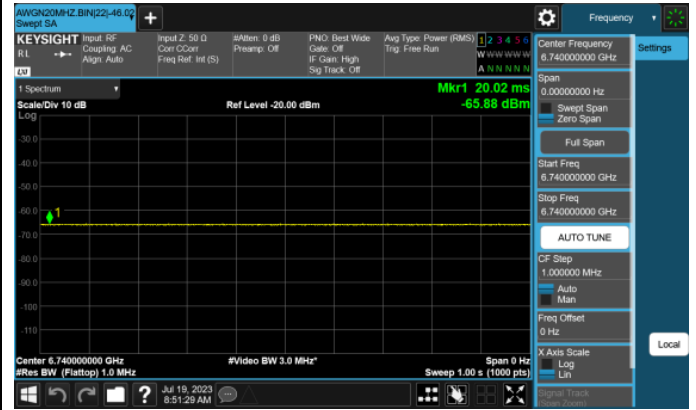 AWGN20MHZ.BIN|22|-46.02
Swept SA
+
Frequency
KEYSIGHT
RL
LXI
Input: RF
Coupling: AC
Align: Auto
Input Z: 50 Ω
Corr CCorr
Freq Ref: Int (S)
#Atten: 0 dB
Preamp: Off
PNO: Best Wide
Gate: Off
IF Gain: High
Sig Track: Off
Avg Type: Power (RMS)
Trig: Free Run
1 2 3 4 5 6
W W W W W W
A N N N N N
1 Spectrum
Scale/Div 10 dB
Log
Ref Level -20.00 dBm
Mkr1 20.02 ms
-65.88 dBm
-30.0
-40.0
-50.0
-60.0
-70.0
-80.0
-90.0
-100
-110
1
Center 6.740000000 GHz
#Res BW (Flattop) 1.0 MHz
#Video BW 3.0 MHz*
Span 0 Hz
Sweep 1.00 s (1000 pts)
Jul 19, 2023
8:51:29 AM
?
Center Frequency
6.740000000 GHz
Settings
Span
0.00000000 Hz
Swept Span
Zero Span
Full Span
Start Freq
6.740000000 GHz
Stop Freq
6.740000000 GHz
AUTO TUNE
CF Step
1.000000 MHz
Auto
Man
Freq Offset
0 Hz
X Axis Scale
Log
Lin
Local
Signal Track
(Span Zoom)